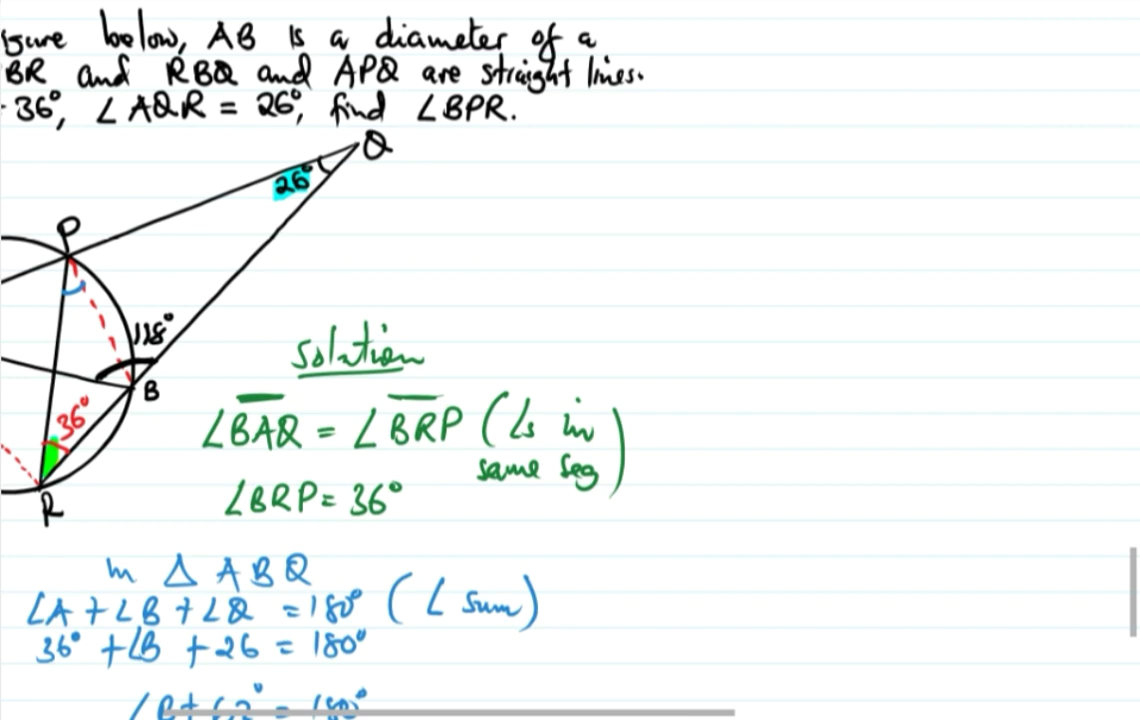 gure below, AB is a diameter of a
BR and RBQ and APQ are straight lines.
36°, ∠AQR = 26°, find ∠BPR.
Q
26°
P
118°
B
36°
R
Solution
∠BAQ = ∠BRP (∠s in same seg)
∠BRP = 36°
In △ ABQ
∠A + ∠B + ∠Q = 180° (∠ sum)
36° + ∠B + 26 = 180°